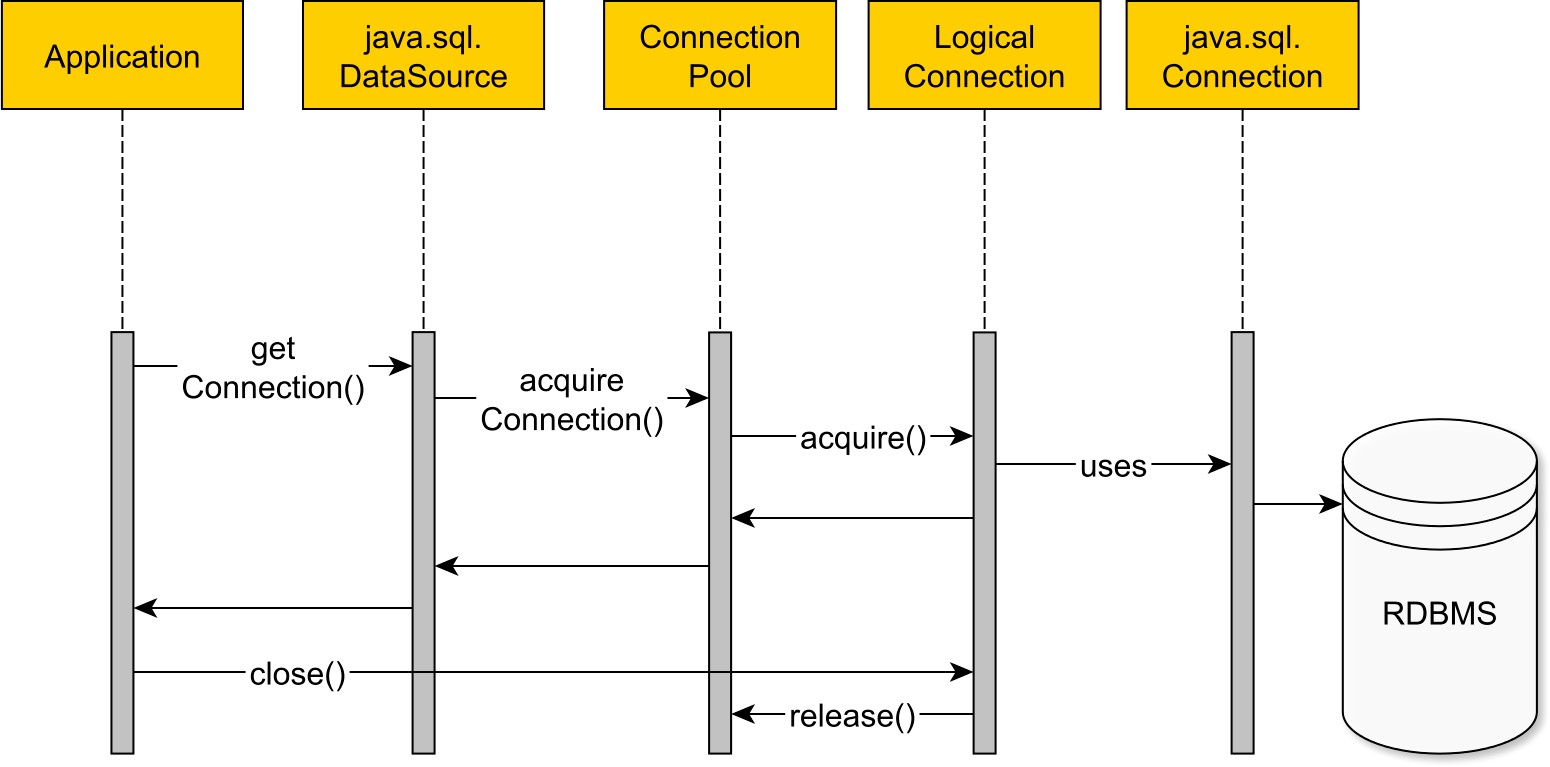 Application
java.sql.
DataSource
Connection
Pool
Logical
Connection
java.sql.
Connection
get
Connection()
acquire
Connection()
acquire()
uses
RDBMS
close()
release()